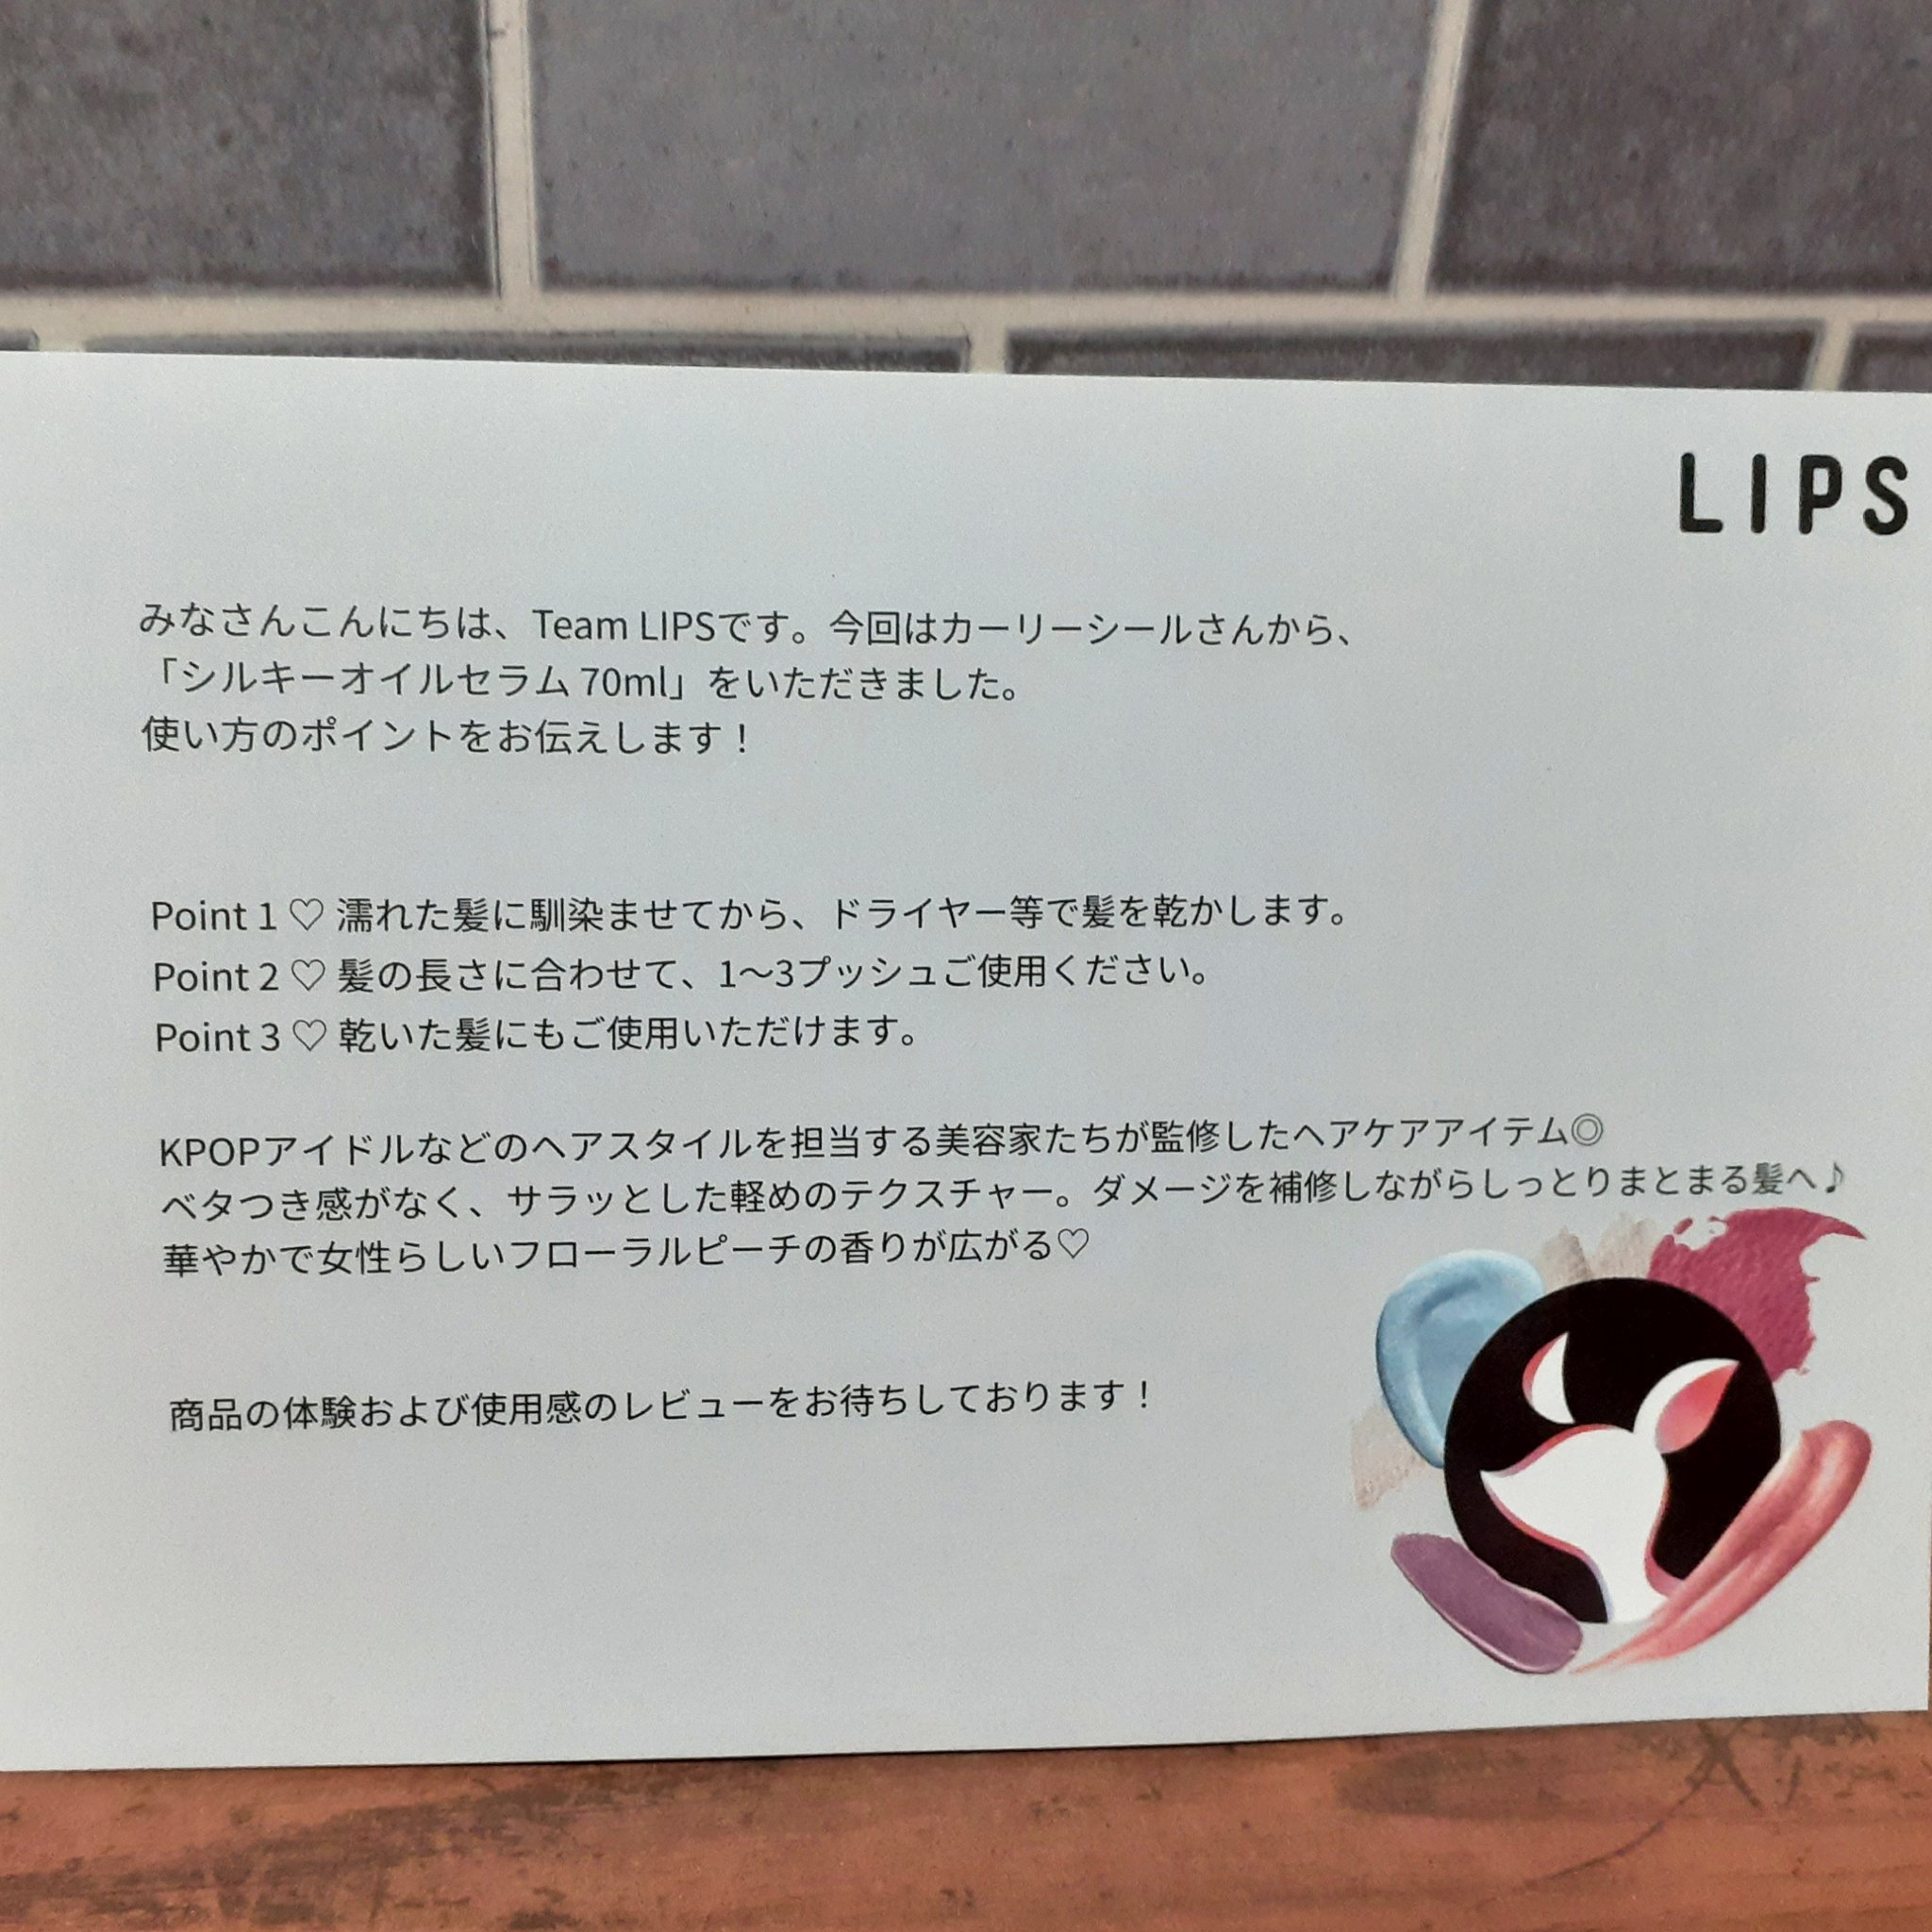 LIPS
みなさんこんにちは、Team LIPSです。今回はカーリーシールさんから、
「シルキーオイルセラム 70ml」をいただきました。
使い方のポイントをお伝えします！
Point 1 ♡ 濡れた髪に馴染ませてから、ドライヤー等で髪を乾かします。
Point 2 ♡ 髪の長さに合わせて、1〜3プッシュご使用ください。
Point 3 ♡ 乾いた髪にもご使用いただけます。
KPOPアイドルなどのヘアスタイルを担当する美容家たちが監修したヘアケアアイテム◎
ベタつき感がなく、サラッとした軽めのテクスチャー。ダメージを補修しながらしっとりまとまる髪へ♪
華やかで女性らしいフローラルピーチの香りが広がる♡
商品の体験および使用感のレビューをお待ちしております！